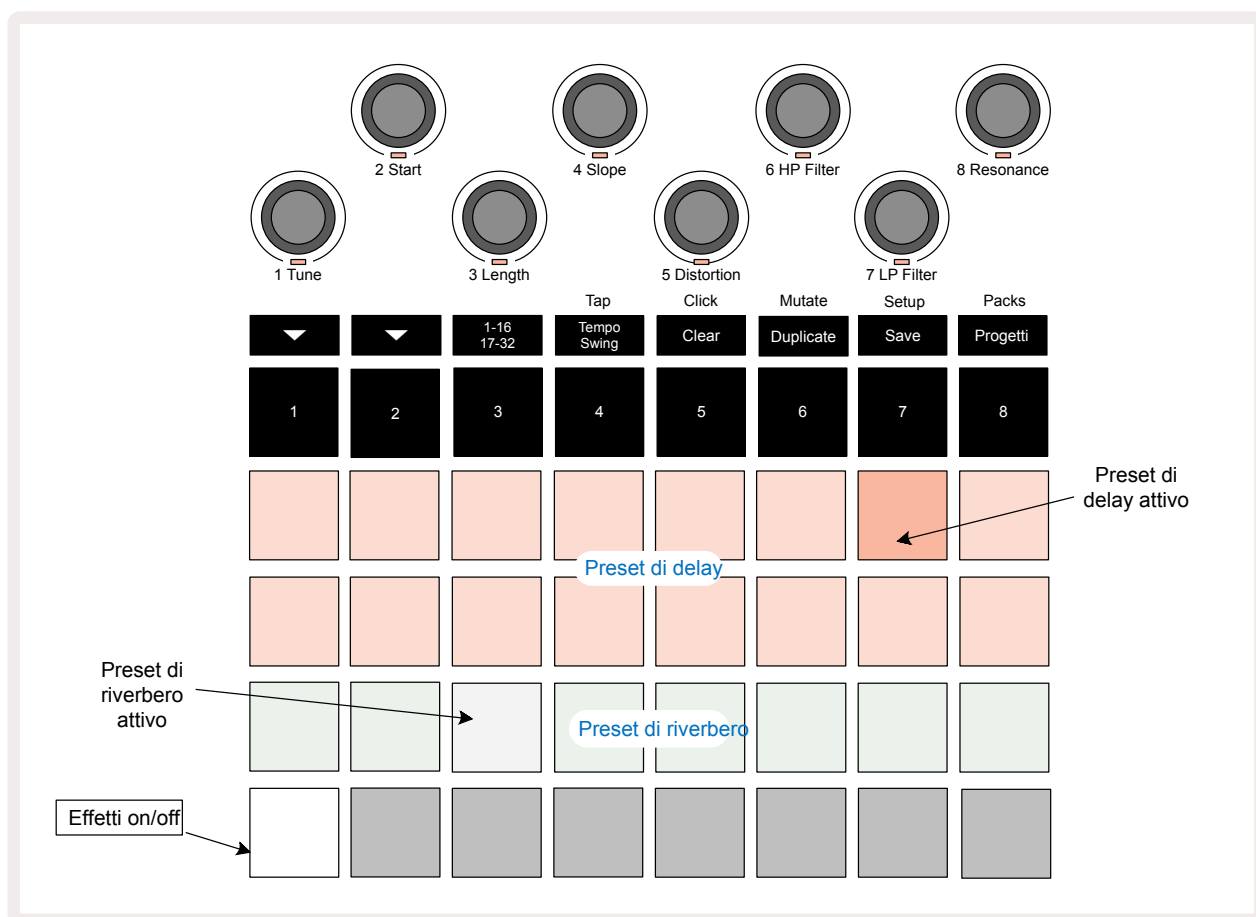 2 Start
4 Slope
6 HP Filter
8 Resonance
1 Tune
3 Length
5 Distortion
7 LP Filter
Tap
Click
Mutate
Setup
Packs
1-16
17-32
Tempo
Swing
Clear
Duplicate
Save
Progetti
1
2
3
4
5
6
7
8
Preset di
delay attivo
Preset di delay
Preset di
riverbero
attivo
Preset di riverbero
Effetti on/off